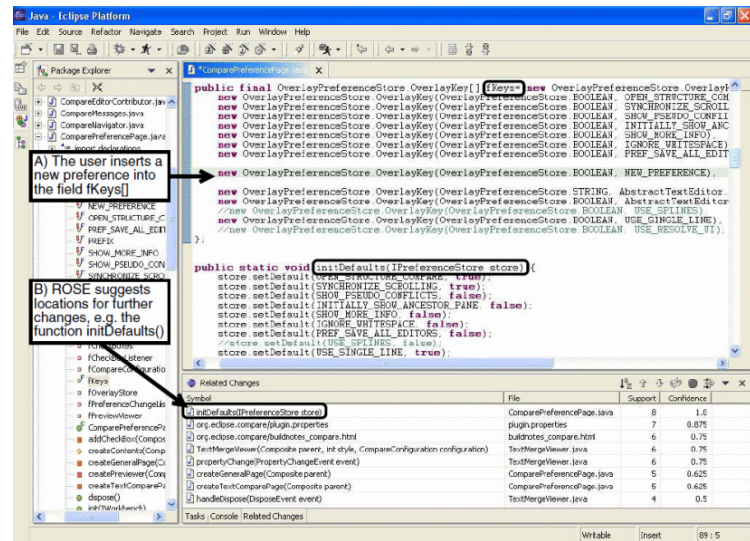 Java - Eclipse Platform
File Edit Source Refactor Navigate Search Project Run Window Help
Package Explorer
*ComparePreferencePage.java
CompareEditorContributor.jav
CompareMessages.java
CompareNavigator.java
ComparePreferencePage.java
import declarations
A) The user inserts a
new preference into
the field fKeys[]
NEW_PREFERENCE
OPEN_STRUCTURE_C
PREF_SAVE_ALL_EDIT
PREFIX
SHOW_MORE_INFO
SHOW_PSEUDO_CON
SYNCHRONIZE_SCRO
B) ROSE suggests
locations for further
changes, e.g. the
function initDefaults()
fCheckBoxes
fCheckBoxListener
fCompareConfiguratio
fKeys
fOverlayStore
fPreferenceChangeLis
fPreviewViewer
ComparePreferencePa
addCheckBox(Compos
createContents(Comp
createGeneralPage(Co
createPreviewer(Comp
createTextComparePa
dispose()
init(IWorkbench)
public final OverlayPreferenceStore.OverlayKey[] fKeys= new OverlayPreferenceStore.OverlayK
new OverlayPreferenceStore.OverlayKey(OverlayPreferenceStore.BOOLEAN, OPEN_STRUCTURE_COM
new OverlayPreferenceStore.OverlayKey(OverlayPreferenceStore.BOOLEAN, SYNCHRONIZE_SCROLL
new OverlayPreferenceStore.OverlayKey(OverlayPreferenceStore.BOOLEAN, SHOW_PSEUDO_CONFLI
new OverlayPreferenceStore.OverlayKey(OverlayPreferenceStore.BOOLEAN, INITIALLY_SHOW_ANC
new OverlayPreferenceStore.OverlayKey(OverlayPreferenceStore.BOOLEAN, SHOW_MORE_INFO),
new OverlayPreferenceStore.OverlayKey(OverlayPreferenceStore.BOOLEAN, IGNORE_WHITESPACE)
new OverlayPreferenceStore.OverlayKey(OverlayPreferenceStore.BOOLEAN, PREF_SAVE_ALL_EDIT
new OverlayPreferenceStore.OverlayKey(OverlayPreferenceStore.BOOLEAN, NEW_PREFERENCE),
new OverlayPreferenceStore.OverlayKey(OverlayPreferenceStore.STRING, AbstractTextEditor.
new OverlayPreferenceStore.OverlayKey(OverlayPreferenceStore.BOOLEAN, AbstractTextEditor
//new OverlayPreferenceStore.OverlayKey(OverlayPreferenceStore.BOOLEAN, USE_SPLINES),
new OverlayPreferenceStore.OverlayKey(OverlayPreferenceStore.BOOLEAN, USE_SINGLE_LINE),
//new OverlayPreferenceStore.OverlayKey(OverlayPreferenceStore.BOOLEAN, USE_RESOLVE_UI),
};
public static void initDefaults(IPreferenceStore store) {
store.setDefault(OPEN_STRUCTURE_COMPARE, true);
store.setDefault(SYNCHRONIZE_SCROLLING, true);
store.setDefault(SHOW_PSEUDO_CONFLICTS, false);
store.setDefault(INITIALLY_SHOW_ANCESTOR_PANE, false);
store.setDefault(SHOW_MORE_INFO, false);
store.setDefault(IGNORE_WHITESPACE, false);
store.setDefault(PREF_SAVE_ALL_EDITORS, false);
//store.setDefault(USE_SPLINES, false);
store.setDefault(USE_SINGLE_LINE, true);
Related Changes
Symbol File Support Confidence
initDefaults(IPreferenceStore store) ComparePreferencePage.java 8 1.0
org.eclipse.compare/plugin.properties plugin.properties 7 0.875
org.eclipse.compare/buildnotes_compare.html buildnotes_compare.html 6 0.75
TextMergeViewer(Composite parent, int style, CompareConfiguration configuration) TextMergeViewer.java 6 0.75
propertyChange(PropertyChangeEvent event) TextMergeViewer.java 6 0.75
createGeneralPage(Composite parent) ComparePreferencePage.java 5 0.625
createTextComparePage(Composite parent) ComparePreferencePage.java 5 0.625
handleDispose(DisposeEvent event) TextMergeViewer.java 4 0.5
Tasks Console Related Changes
Writable Insert 89 : 5